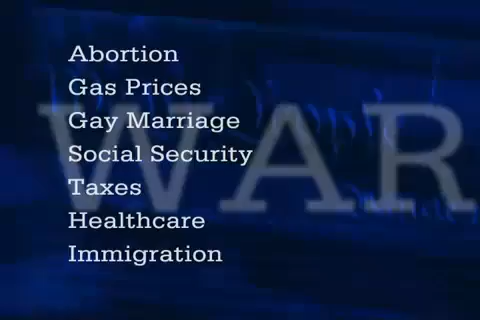 Abortion
Gas Prices
Gay Marriage
Social Security
Taxes
Healthcare
Immigration
WAR